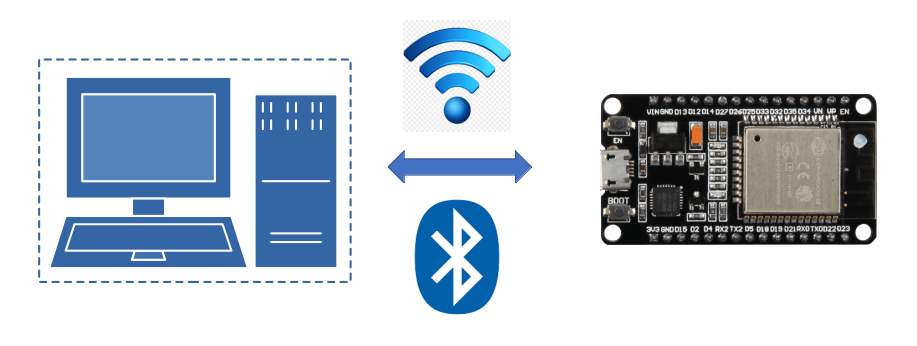 VIN GND D13 D12 D14 D27 D26 D25 D33 D32 D35 D34 VN VP EN
EN
BOOT
3V3 GND D15 D2 D4 RX2 TX2 D5 D18 D19 D21 RX0 TX0 D22 D23